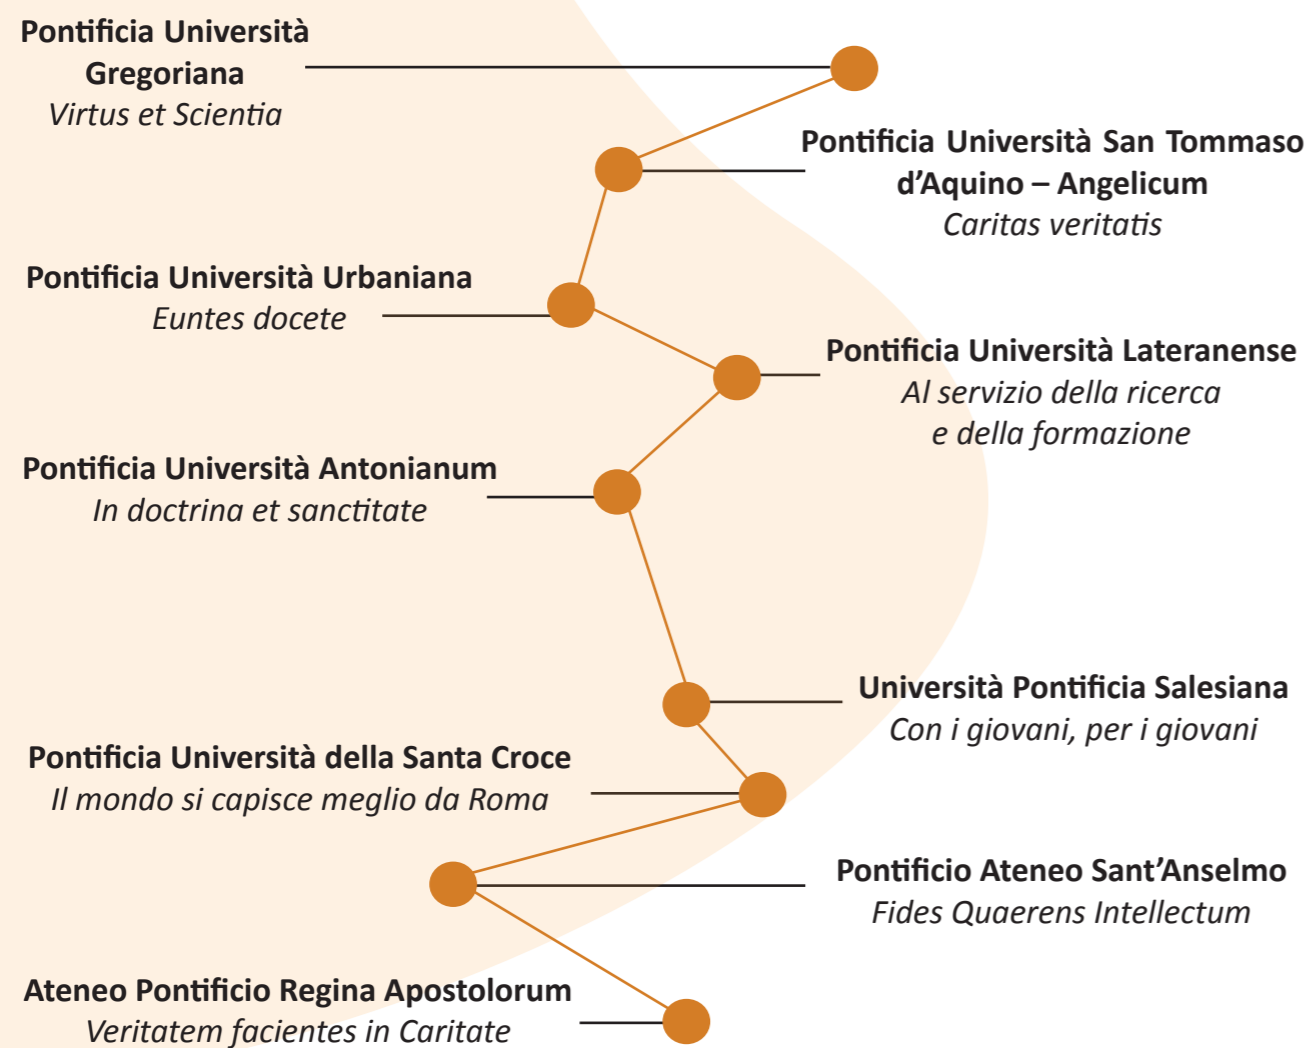 Pontificia Università
Gregoriana
Virtus et Scientia
Pontificia Università San Tommaso
d’Aquino – Angelicum
Caritas veritatis
Pontificia Università Urbaniana
Euntes docete
Pontificia Università Lateranense
Al servizio della ricerca
e della formazione
Pontificia Università Antonianum
In doctrina et sanctitate
Università Pontificia Salesiana
Con i giovani, per i giovani
Pontificia Università della Santa Croce
Il mondo si capisce meglio da Roma
Pontificio Ateneo Sant’Anselmo
Fides Quaerens Intellectum
Ateneo Pontificio Regina Apostolorum
Veritatem facientes in Caritate